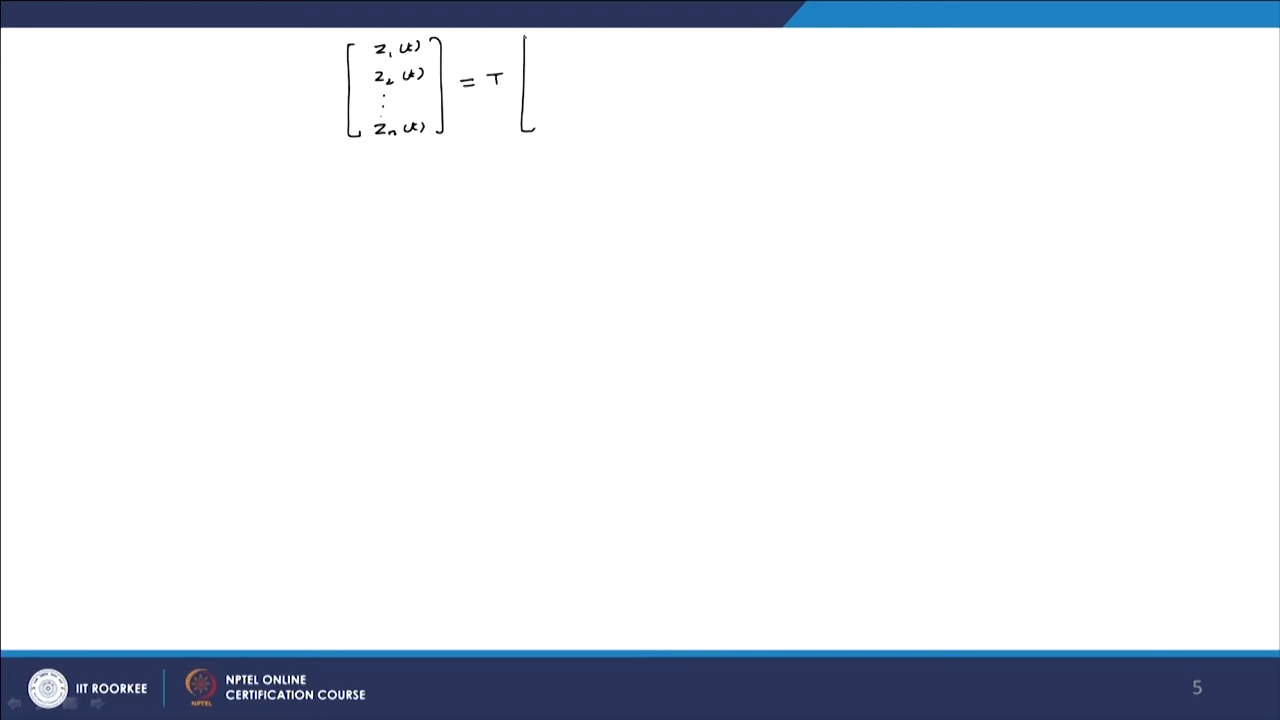 z₁(t)
z₂(t)
⋮
zₙ(t)
= T
IIT ROORKEE
NPTEL
NPTEL ONLINE
CERTIFICATION COURSE
5